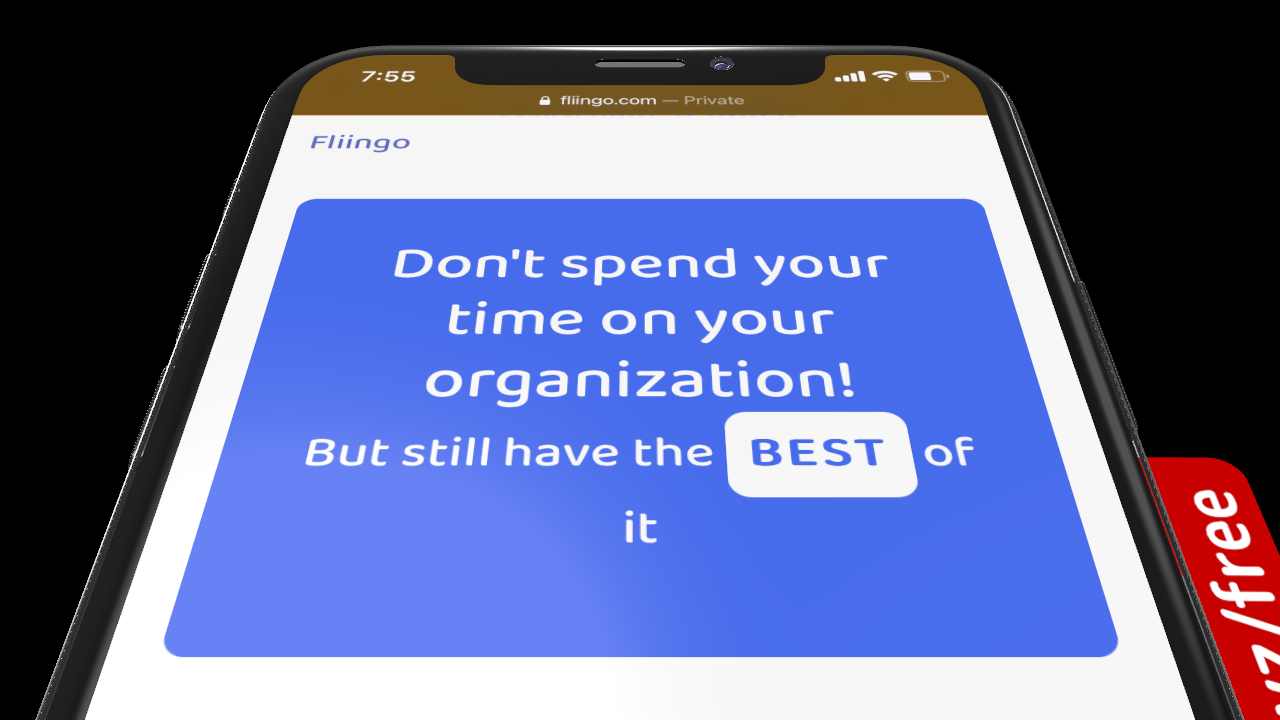 7:55
fliingo.com — Private
Fliingo
Don't spend your
time on your
organization!
But still have the BEST of
it
/free